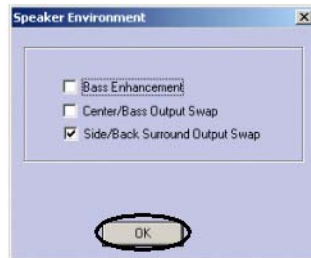 Speaker Environment
Bass Enhancement
Center/Bass Output Swap
Side/Back Surround Output Swap
OK